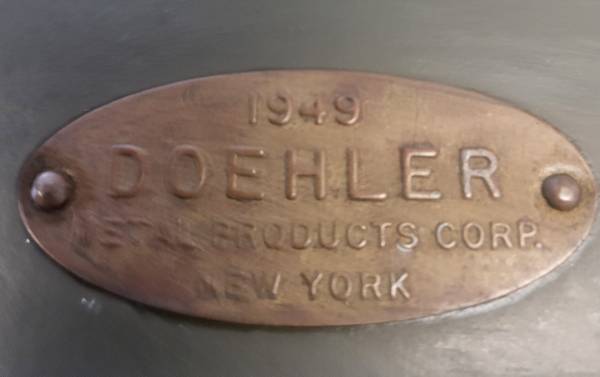 1949
DOEHLER
METAL PRODUCTS CORP.
NEW YORK